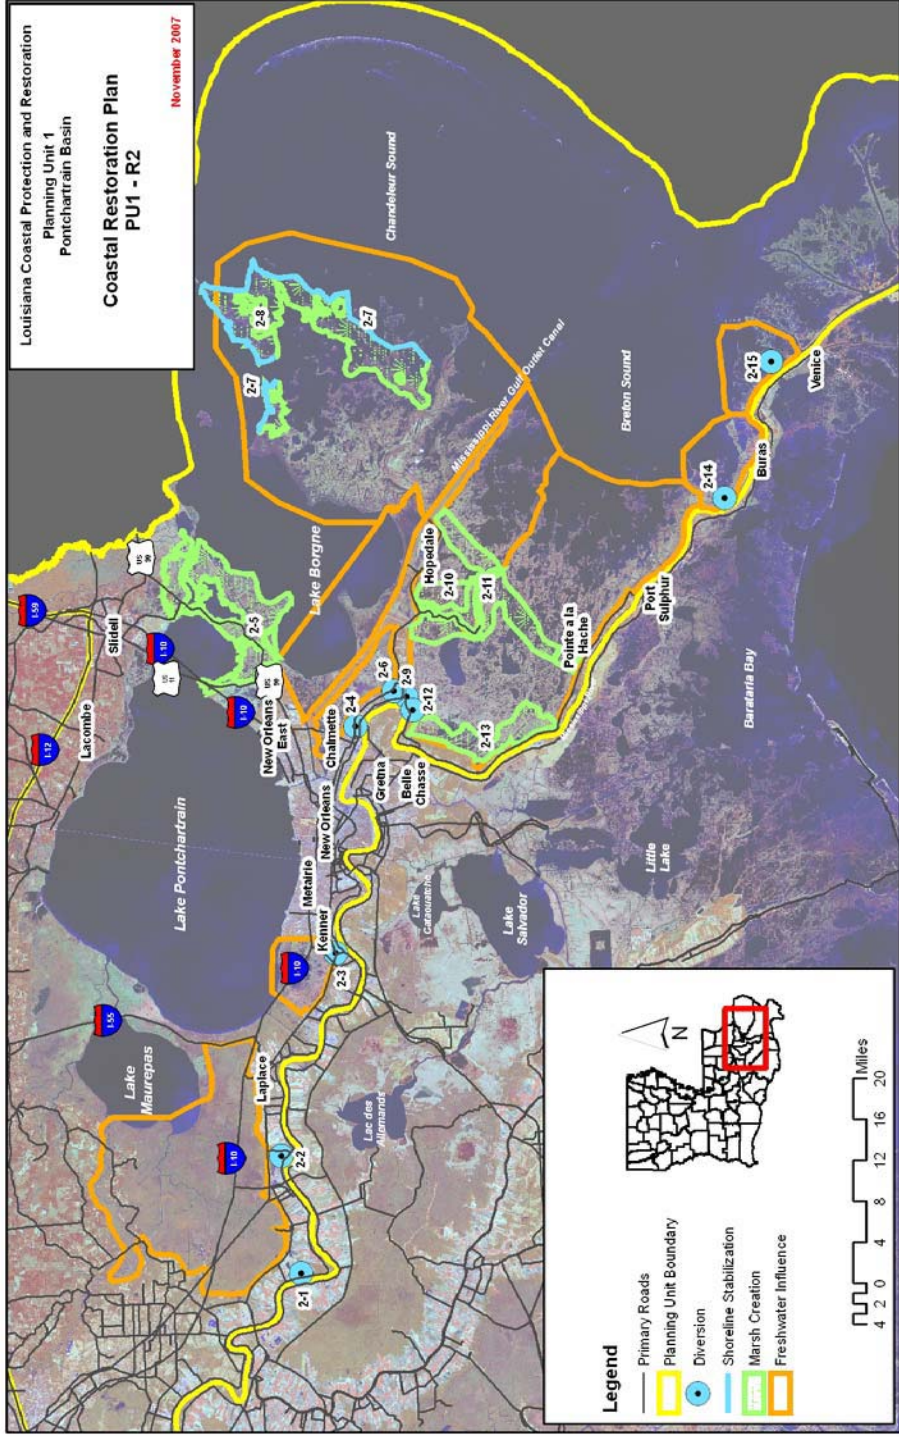 Louisiana Coastal Protection and Restoration
Planning Unit 1
Pontchartrain Basin
Coastal Restoration Plan
PU1 - R2
November 2007
I-59
I-12
I-10
US
11
US
90
I-10
US
90
I-55
I-10
I-10
Slidell
Lacombe
Lake Pontchartrain
Lake
Maurepas
Laplace
Kenner
Metairie
New Orleans
New Orleans
East
Chalmette
Gretna
Belle
Chasse
Lake Borgne
Hopedale
Mississippi River Gulf Outlet Canal
Chandeleur Sound
Breton Sound
Pointe a la
Hache
Port
Sulphur
Buras
Venice
Barataria Bay
Little
Lake
Lake
Salvador
Lake
Cataouatche
Lac des
Allemands
2-1
2-2
2-3
2-4
2-5
2-6
2-7
2-7
2-8
2-9
2-10
2-11
2-12
2-13
2-14
2-15
Legend
Primary Roads
Planning Unit Boundary
Diversion
Shoreline Stabilization
Marsh Creation
Freshwater Influence
N
4 2 0 4 8 12 16 20
Miles